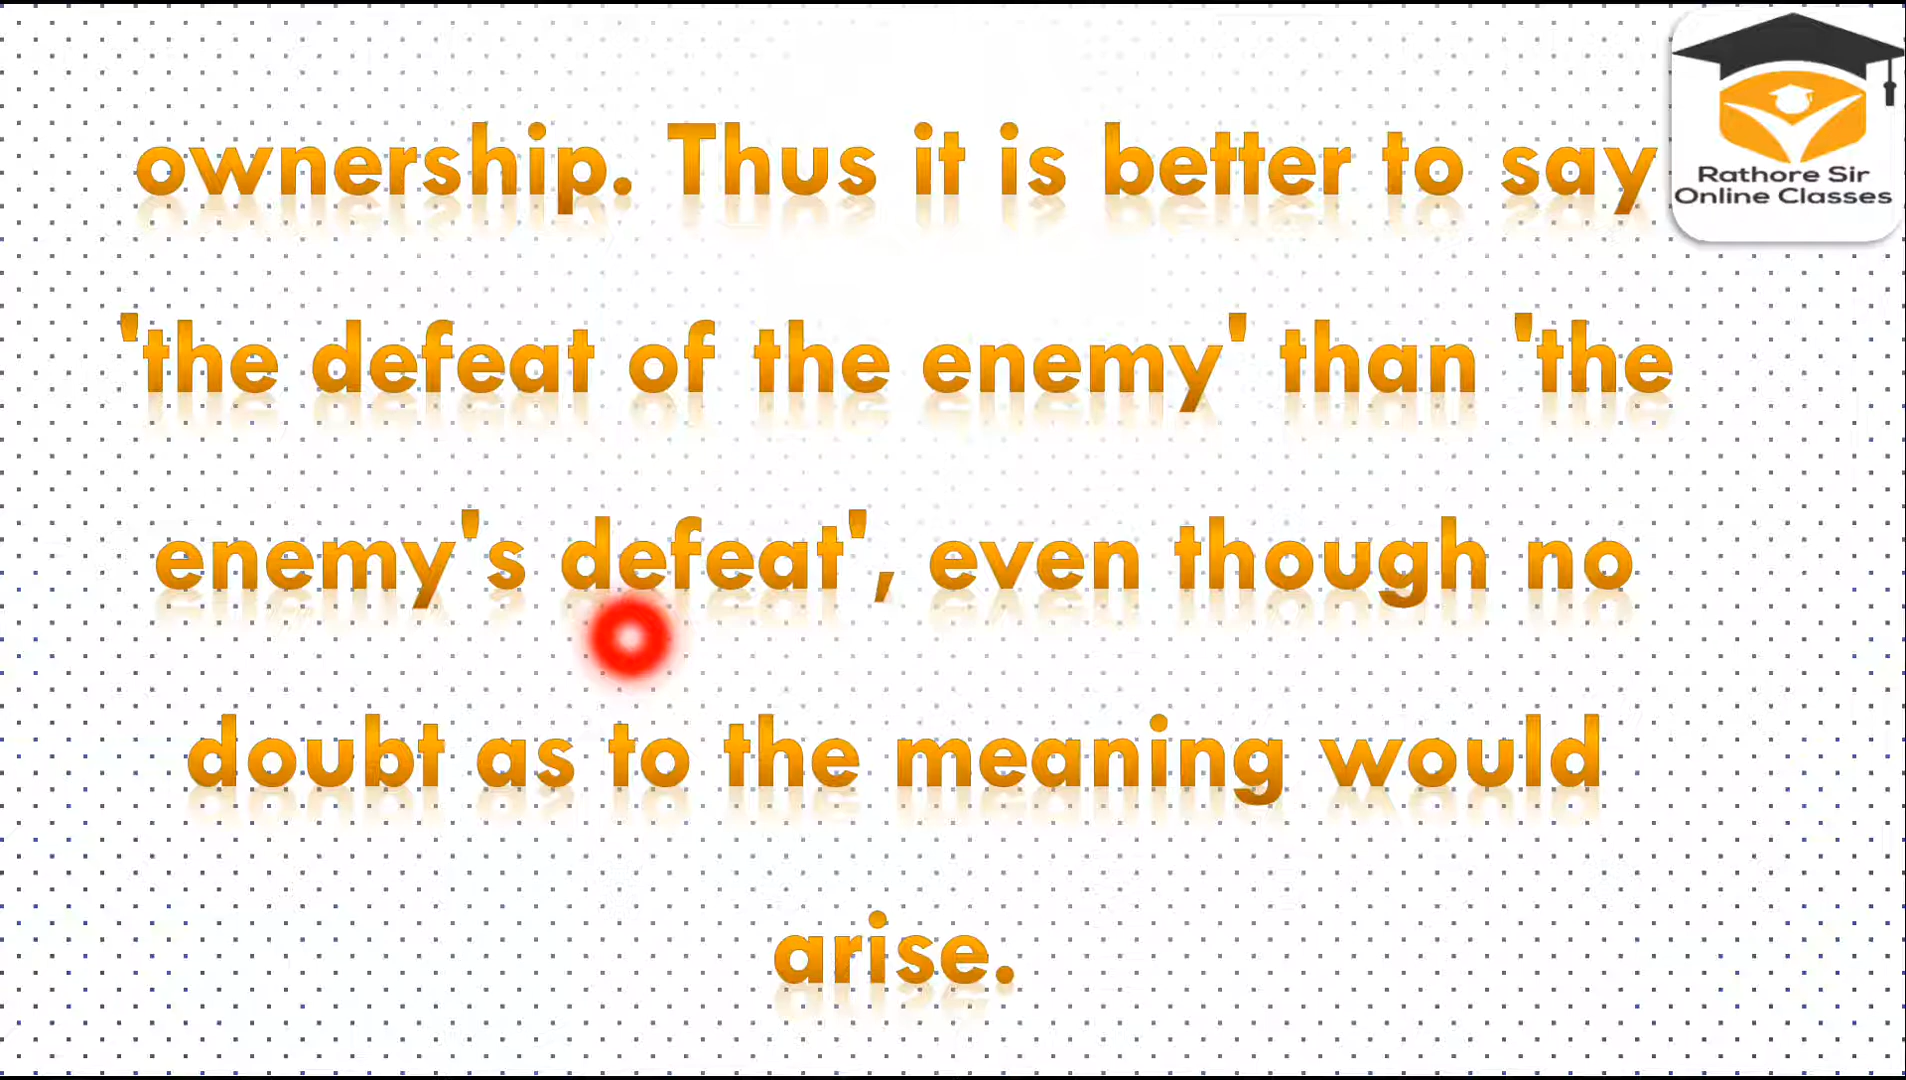 ownership. Thus it is better to say
'the defeat of the enemy' than 'the
enemy's defeat', even though no
doubt as to the meaning would
arise.
Rathore Sir
Online Classes